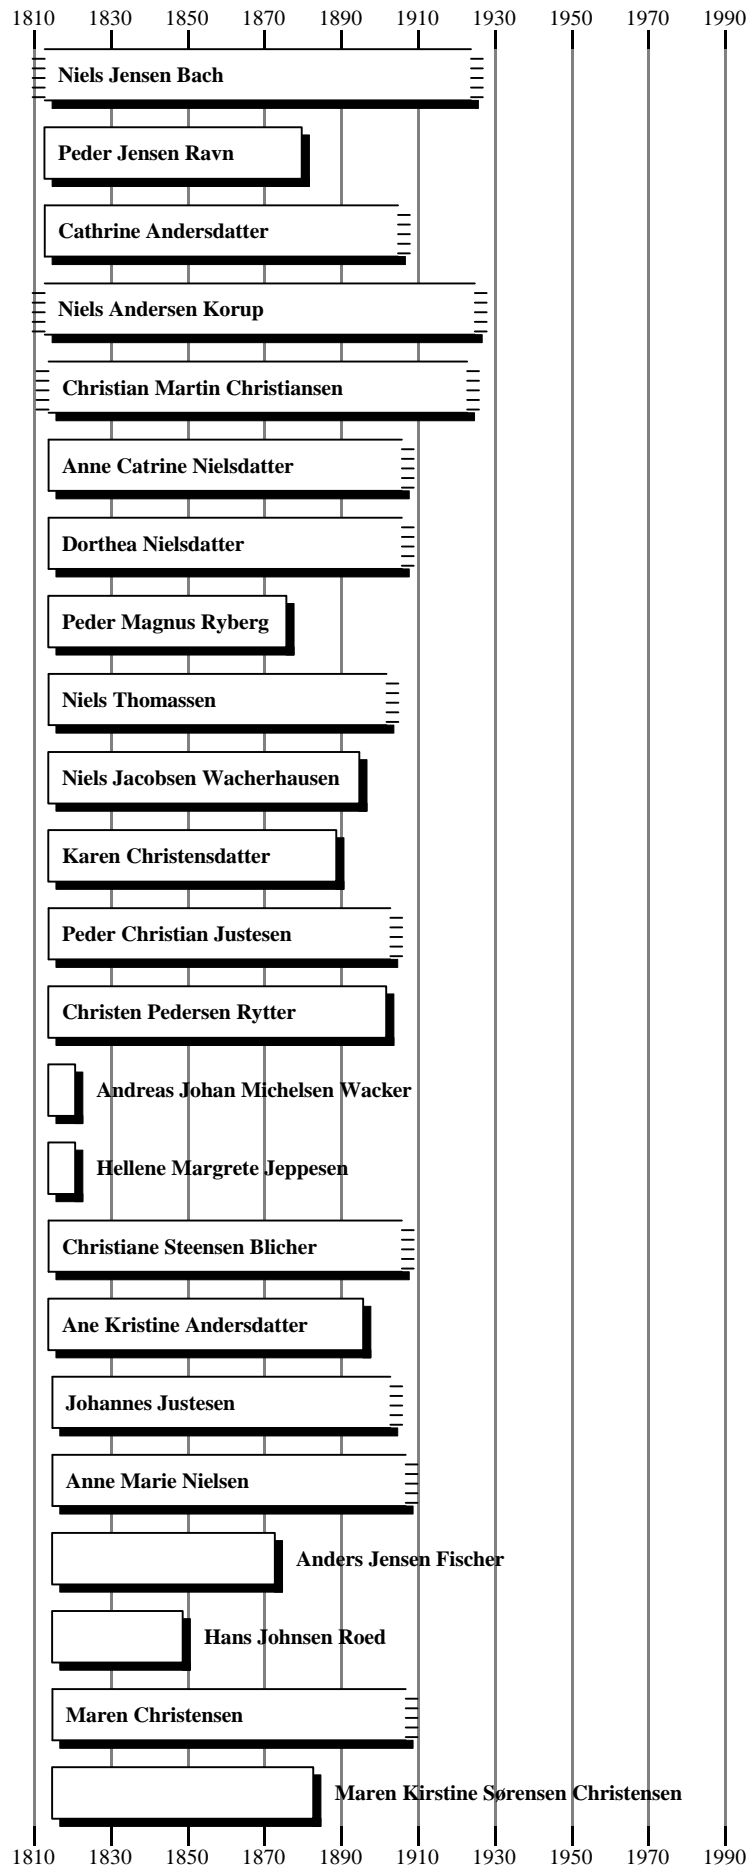 1810 1830 1850 1870 1890 1910 1930 1950 1970 1990
Niels Jensen Bach
Peder Jensen Ravn
Cathrine Andersdatter
Niels Andersen Korup
Christian Martin Christiansen
Anne Catrine Nielsdatter
Dorthea Nielsdatter
Peder Magnus Ryberg
Niels Thomassen
Niels Jacobsen Wacherhausen
Karen Christensdatter
Peder Christian Justesen
Christen Pedersen Rytter
Andreas Johan Michelsen Wacker
Hellene Margrete Jeppesen
Christiane Steensen Blicher
Ane Kristine Andersdatter
Johannes Justesen
Anne Marie Nielsen
Anders Jensen Fischer
Hans Johnsen Roed
Maren Christensen
Maren Kirstine Sørensen Christensen
1810 1830 1850 1870 1890 1910 1930 1950 1970 1990